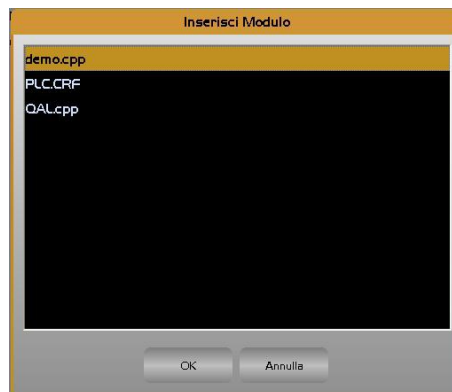 Inserisci Modulo
demo.cpp
PLC.CRF
QAL.cpp
OK Annulla